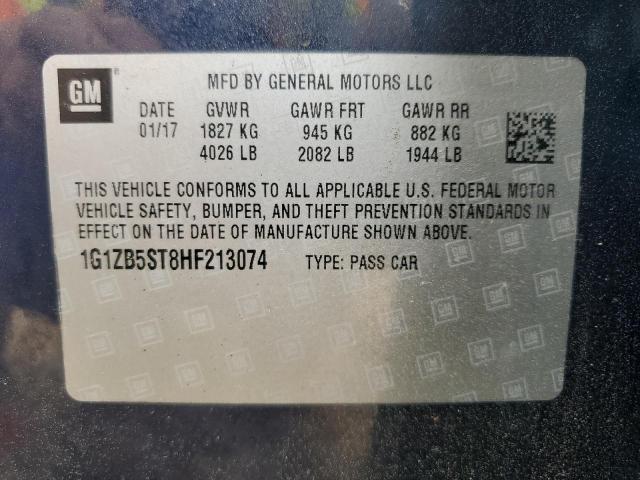 GM
MFD BY GENERAL MOTORS LLC
DATE GVWR GAWR FRT GAWR RR
01/17 1827 KG 945 KG 882 KG
4026 LB 2082 LB 1944 LB
THIS VEHICLE CONFORMS TO ALL APPLICABLE U.S. FEDERAL MOTOR
VEHICLE SAFETY, BUMPER, AND THEFT PREVENTION STANDARDS IN
EFFECT ON THE DATE OF MANUFACTURE SHOWN ABOVE.
1G1ZB5ST8HF213074 TYPE: PASS CAR